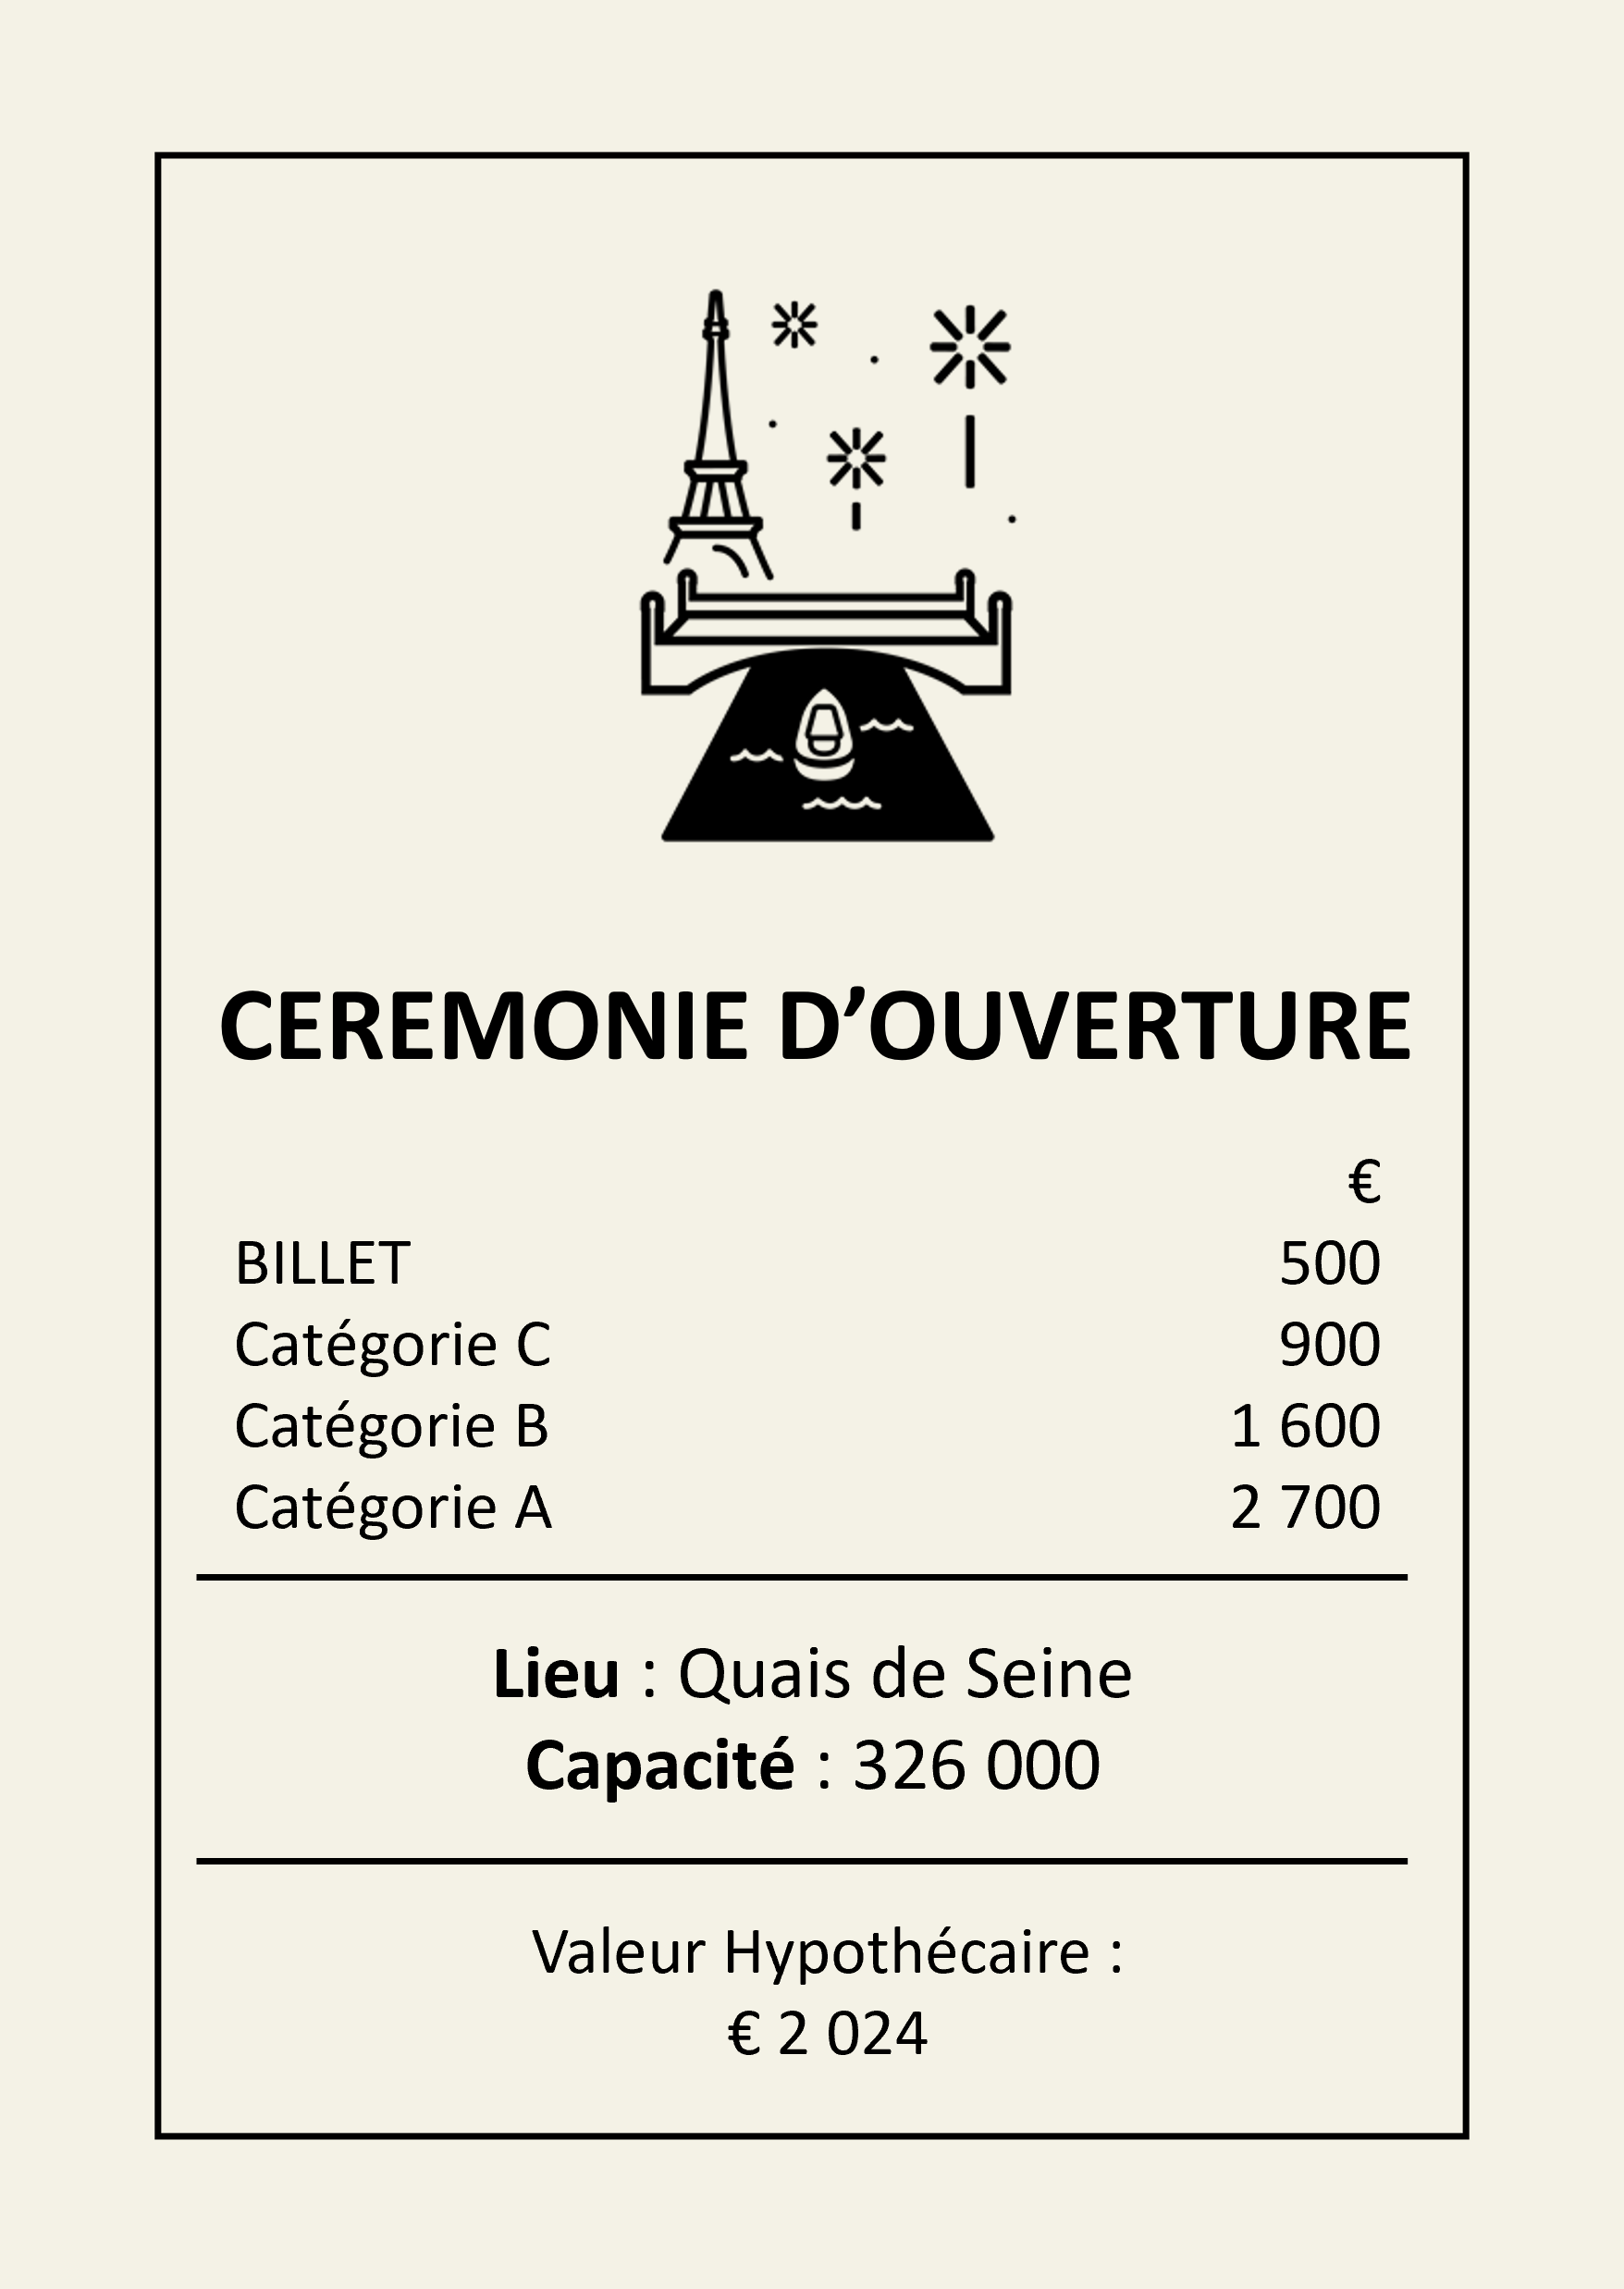 CEREMONIE D’OUVERTURE
€
BILLET 500
Catégorie C 900
Catégorie B 1 600
Catégorie A 2 700
Lieu : Quais de Seine
Capacité : 326 000
Valeur Hypothécaire :
€ 2 024